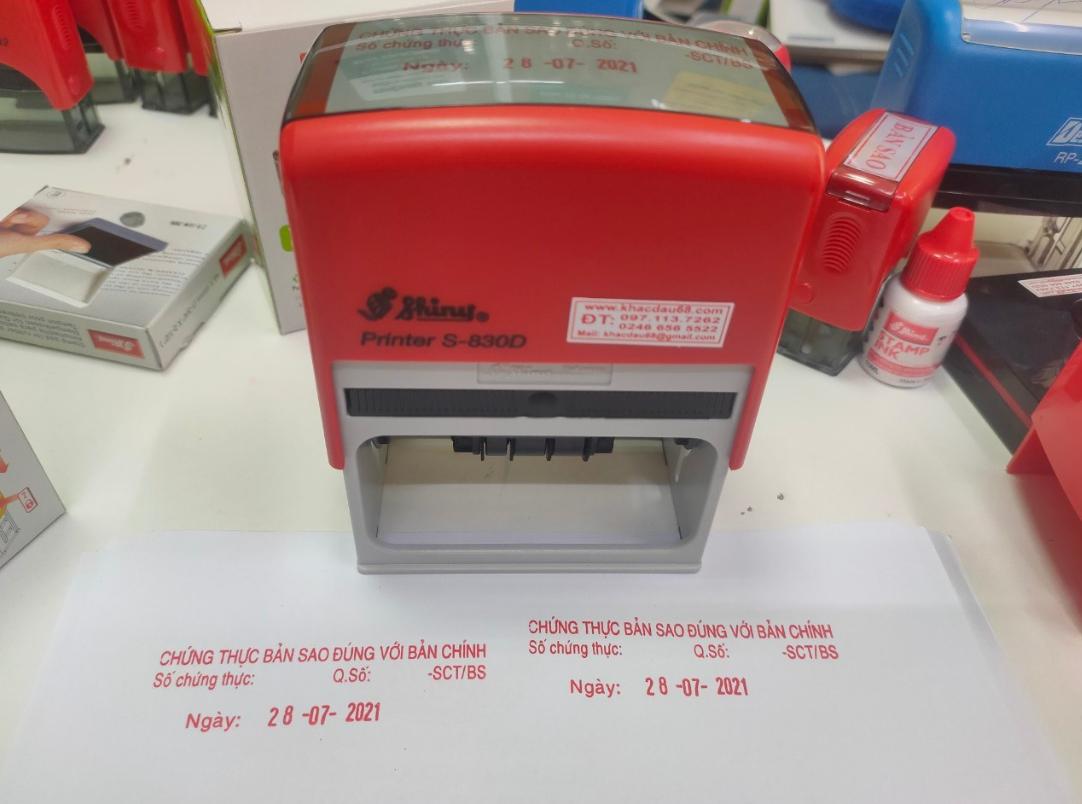 CHỨNG THỰC BẢN SAO ĐÚNG VỚI BẢN CHÍNH
Số chứng thực: Q.Số: -SCT/BS
Ngày: 28 -07- 2021
BẢN SAO
Shiny
Printer S-830D
www.khacdau68.com
ĐT: 097.113.7262
0246 656 5522
Mail: khacdau68@gmail.com
Shiny
STAMP
INK
CHỨNG THỰC BẢN SAO ĐÚNG VỚI BẢN CHÍNH
Số chứng thực: Q.Số: -SCT/BS
Ngày: 28 -07- 2021
CHỨNG THỰC BẢN SAO ĐÚNG VỚI BẢN CHÍNH
Số chứng thực: Q.Số: -SCT/BS
Ngày: 28 -07- 2021